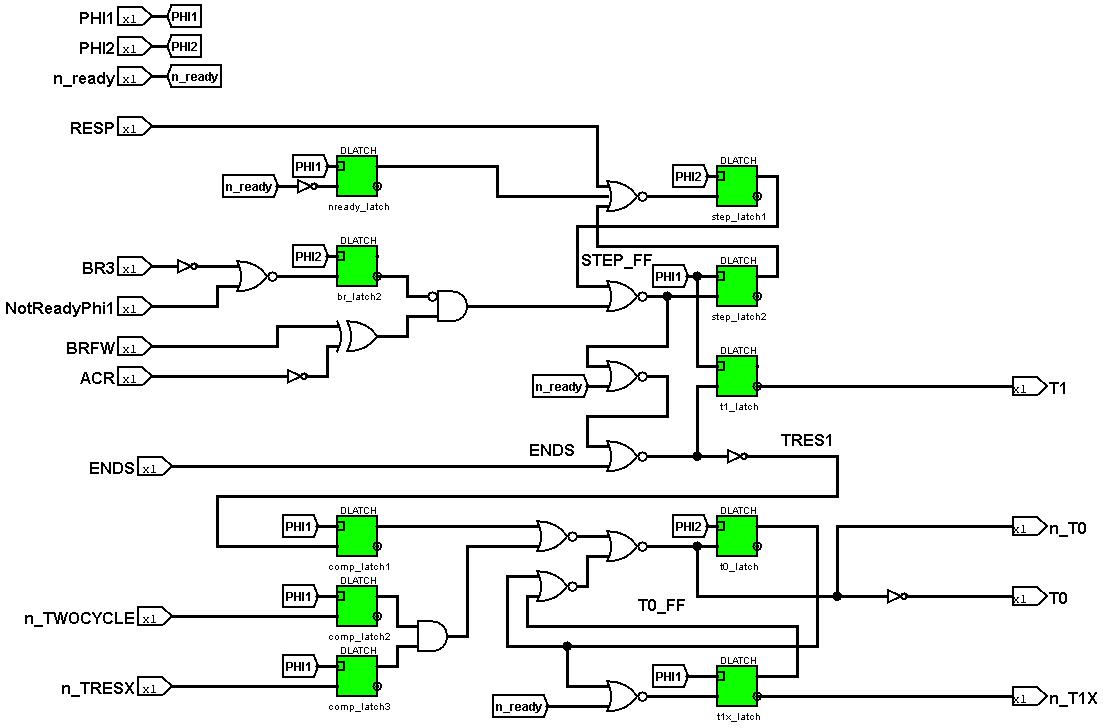 PHI1 x1 PHI1
PHI2 x1 PHI2
n_ready x1 n_ready
RESP x1
DLATCH
PHI1
n_ready
nready_latch
DLATCH
PHI2
step_latch1
DLATCH
PHI2
BR3 x1
br_latch2
STEP_FF
DLATCH
PHI1
step_latch2
NotReadyPhi1 x1
BRFW x1
ACR x1
n_ready
DLATCH
t1_latch
x1 T1
ENDS
TRES1
ENDS x1
DLATCH
PHI1
comp_latch1
DLATCH
PHI2
t0_latch
x1 n_T0
DLATCH
PHI1
n_TWOCYCLE x1
comp_latch2
T0_FF
x1 T0
DLATCH
PHI1
n_TRESX x1
comp_latch3
n_ready
DLATCH
PHI1
t1x_latch
x1 n_T1X